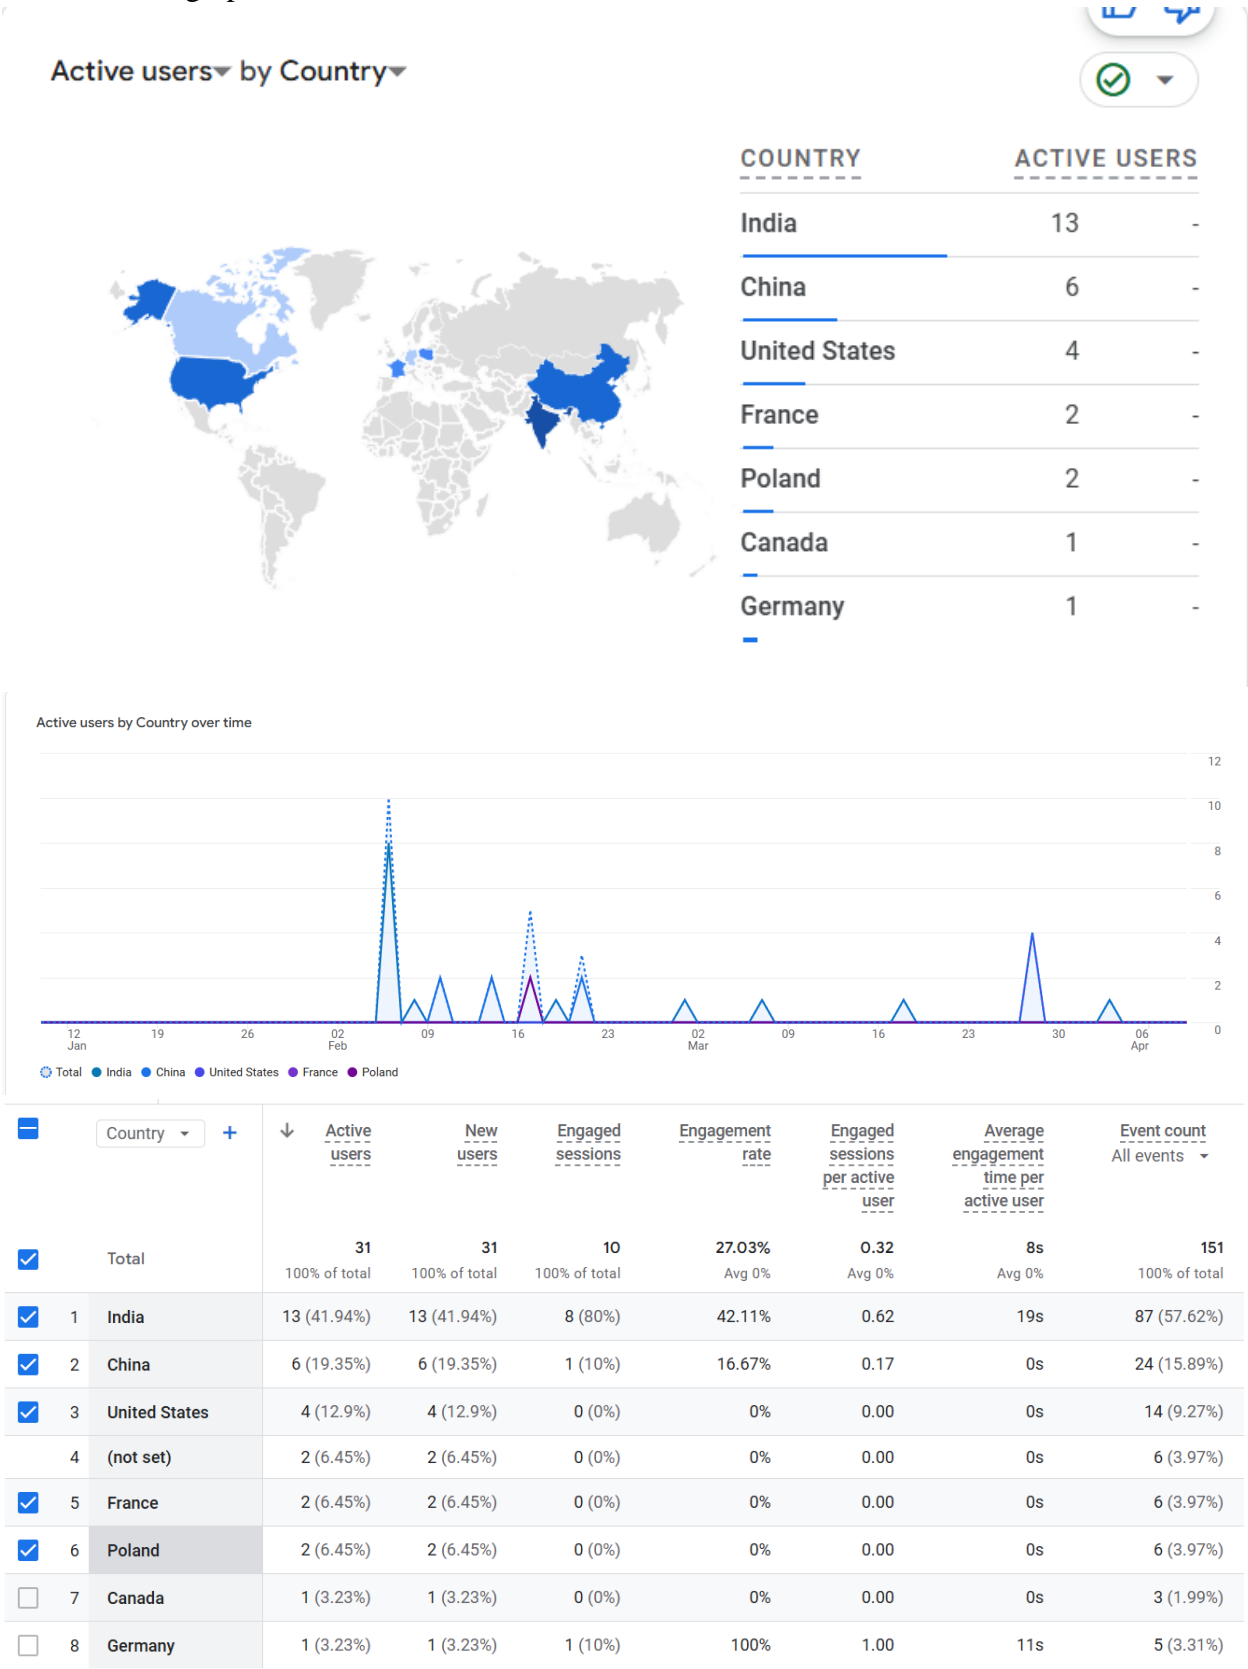 Active users by Country
COUNTRY ACTIVE USERS
India 13 -
China 6 -
United States 4 -
France 2 -
Poland 2 -
Canada 1 -
Germany 1 -
Active users by Country over time
12
10
8
6
4
2
0
12 19 26 02 09 16 23 02 09 16 23 30 06
Jan Feb Mar Apr
Total India China United States France Poland
Country + Active users New users Engaged sessions Engagement rate Engaged sessions per active user Average engagement time per active user Event count All events
Total 31 31 10 27.03% 0.32 8s 151
100% of total 100% of total 100% of total Avg 0% Avg 0% Avg 0% 100% of total
1 India 13 (41.94%) 13 (41.94%) 8 (80%) 42.11% 0.62 19s 87 (57.62%)
2 China 6 (19.35%) 6 (19.35%) 1 (10%) 16.67% 0.17 0s 24 (15.89%)
3 United States 4 (12.9%) 4 (12.9%) 0 (0%) 0% 0.00 0s 14 (9.27%)
4 (not set) 2 (6.45%) 2 (6.45%) 0 (0%) 0% 0.00 0s 6 (3.97%)
5 France 2 (6.45%) 2 (6.45%) 0 (0%) 0% 0.00 0s 6 (3.97%)
6 Poland 2 (6.45%) 2 (6.45%) 0 (0%) 0% 0.00 0s 6 (3.97%)
7 Canada 1 (3.23%) 1 (3.23%) 0 (0%) 0% 0.00 0s 3 (1.99%)
8 Germany 1 (3.23%) 1 (3.23%) 1 (10%) 100% 1.00 11s 5 (3.31%)